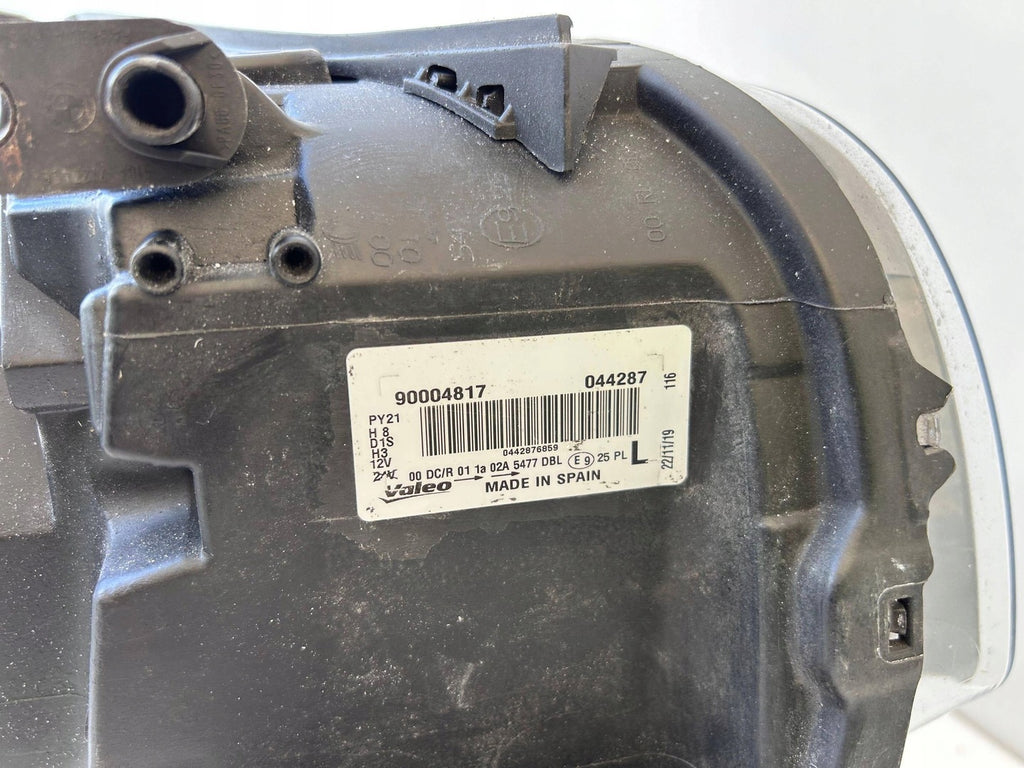 90004817 044287
116
PY21
H 8
D1S
H3
12V
0442876859
00 DC/R 01 1a 02A 5477 DBL E 9 25 PL L
22/11/19
Valeo MADE IN SPAIN
E9